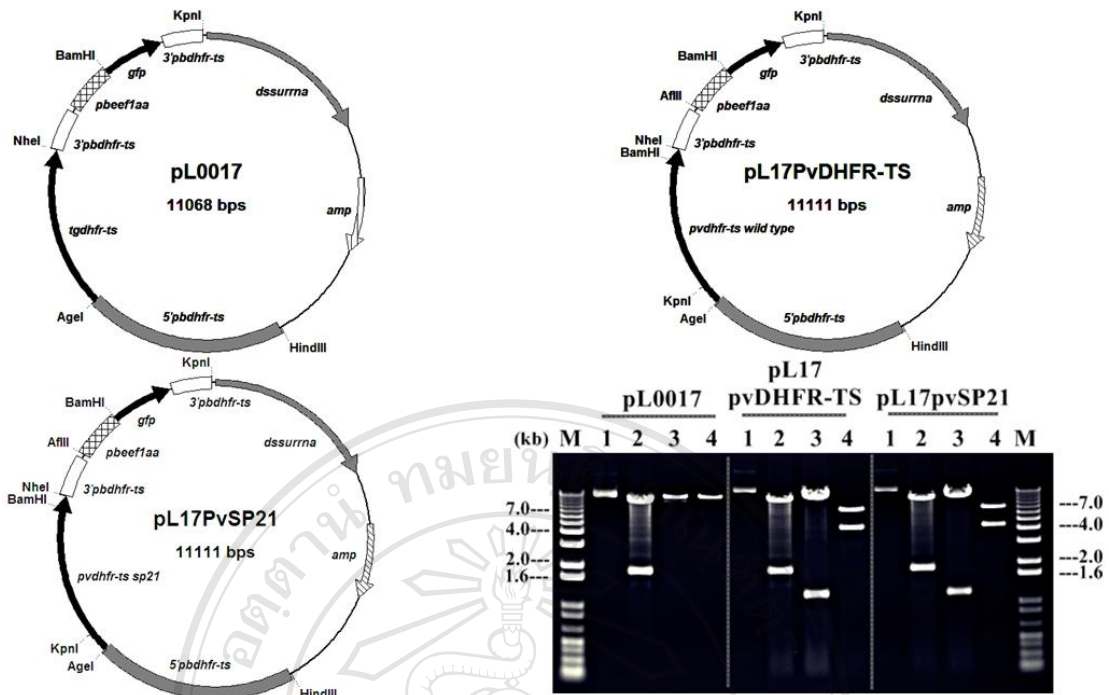 KpnI
BamHI
3'pbdhfr-ts
gfp
pbeef1aa
dssurrna
NheI
3'pbdhfr-ts
pL0017
11068 bps
amp
tgdhfr-ts
AgeI
5'pbdhfr-ts
HindIII
KpnI
BamHI
3'pbdhfr-ts
gfp
AflII
pbeef1aa
dssurrna
NheI
BamHI
3'pbdhfr-ts
pL17PvDHFR-TS
11111 bps
amp
pvdhfr-ts wild type
KpnI
AgeI
5'pbdhfr-ts
HindIII
KpnI
BamHI
3'pbdhfr-ts
gfp
AflII
pbeef1aa
dssurrna
NheI
BamHI
3'pbdhfr-ts
pL17PvSP21
11111 bps
amp
pvdhfr-ts sp21
KpnI
AgeI
5'pbdhfr-ts
HindIII
pL0017
pL17
pvDHFR-TS
pL17pvSP21
(kb) M 1 2 3 4 1 2 3 4 1 2 3 4 M
7.0---
4.0---
2.0---
1.6---
---7.0
---4.0
---2.0
---1.6